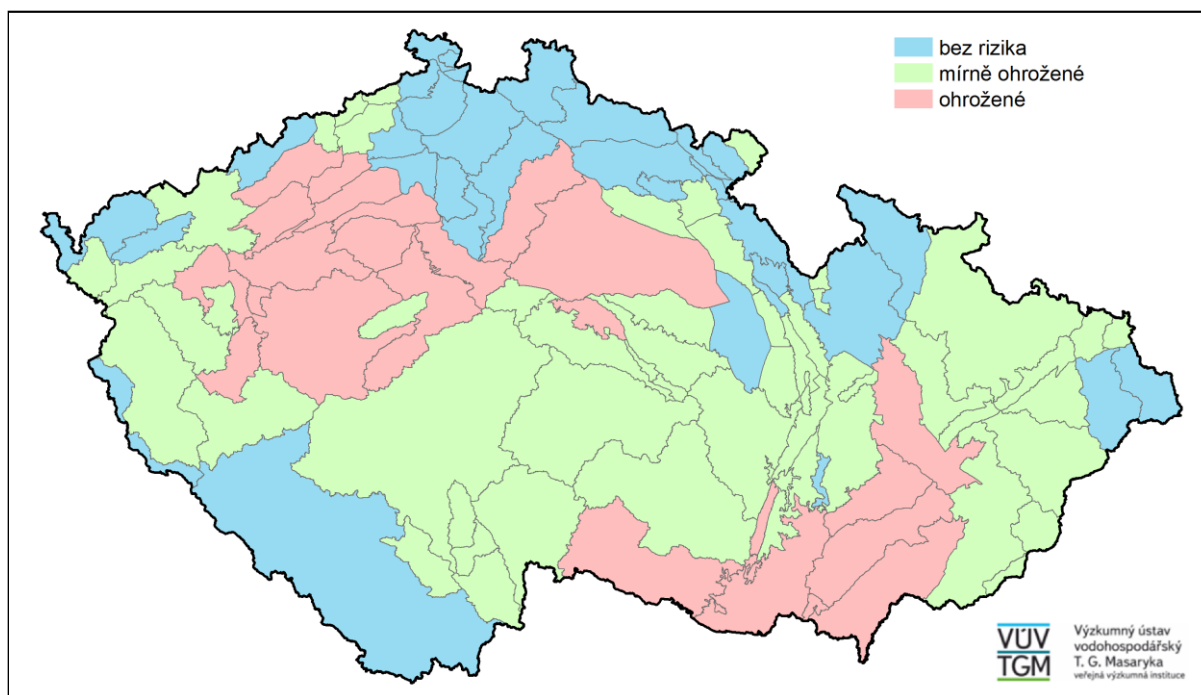 bez rizika
mírně ohrožené
ohrožené
VÚV
TGM
Výzkumný ústav
vodohospodářský
T. G. Masaryka
veřejná výzkumná instituce